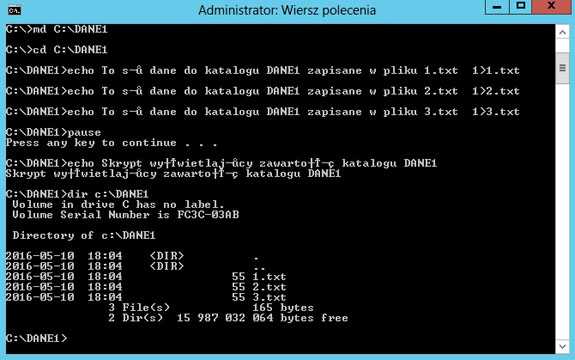 Administrator: Wiersz polecenia
C:\>md C:\DANE1
C:\>cd C:\DANE1
C:\DANE1>echo To s—ů dane do katalogu DANE1 zapisane w pliku 1.txt  1>1.txt
C:\DANE1>echo To s—ů dane do katalogu DANE1 zapisane w pliku 2.txt  1>2.txt
C:\DANE1>echo To s—ů dane do katalogu DANE1 zapisane w pliku 3.txt  1>3.txt
C:\DANE1>pause
Press any key to continue . . .
C:\DANE1>echo Skrypt wy†Ťwietlaj—ůcy zawarto†Ť—ç katalogu DANE1
Skrypt wy†Ťwietlaj—ůcy zawarto†Ť—ç katalogu DANE1
C:\DANE1>dir c:\DANE1
Volume in drive C has no label.
Volume Serial Number is FC3C-03AB
Directory of c:\DANE1
2016-05-10  18:04    <DIR>          .
2016-05-10  18:04    <DIR>          ..
2016-05-10  18:04                55 1.txt
2016-05-10  18:04                55 2.txt
2016-05-10  18:04                55 3.txt
3 File(s)            165 bytes
2 Dir(s)  15 987 032 064 bytes free
C:\DANE1>